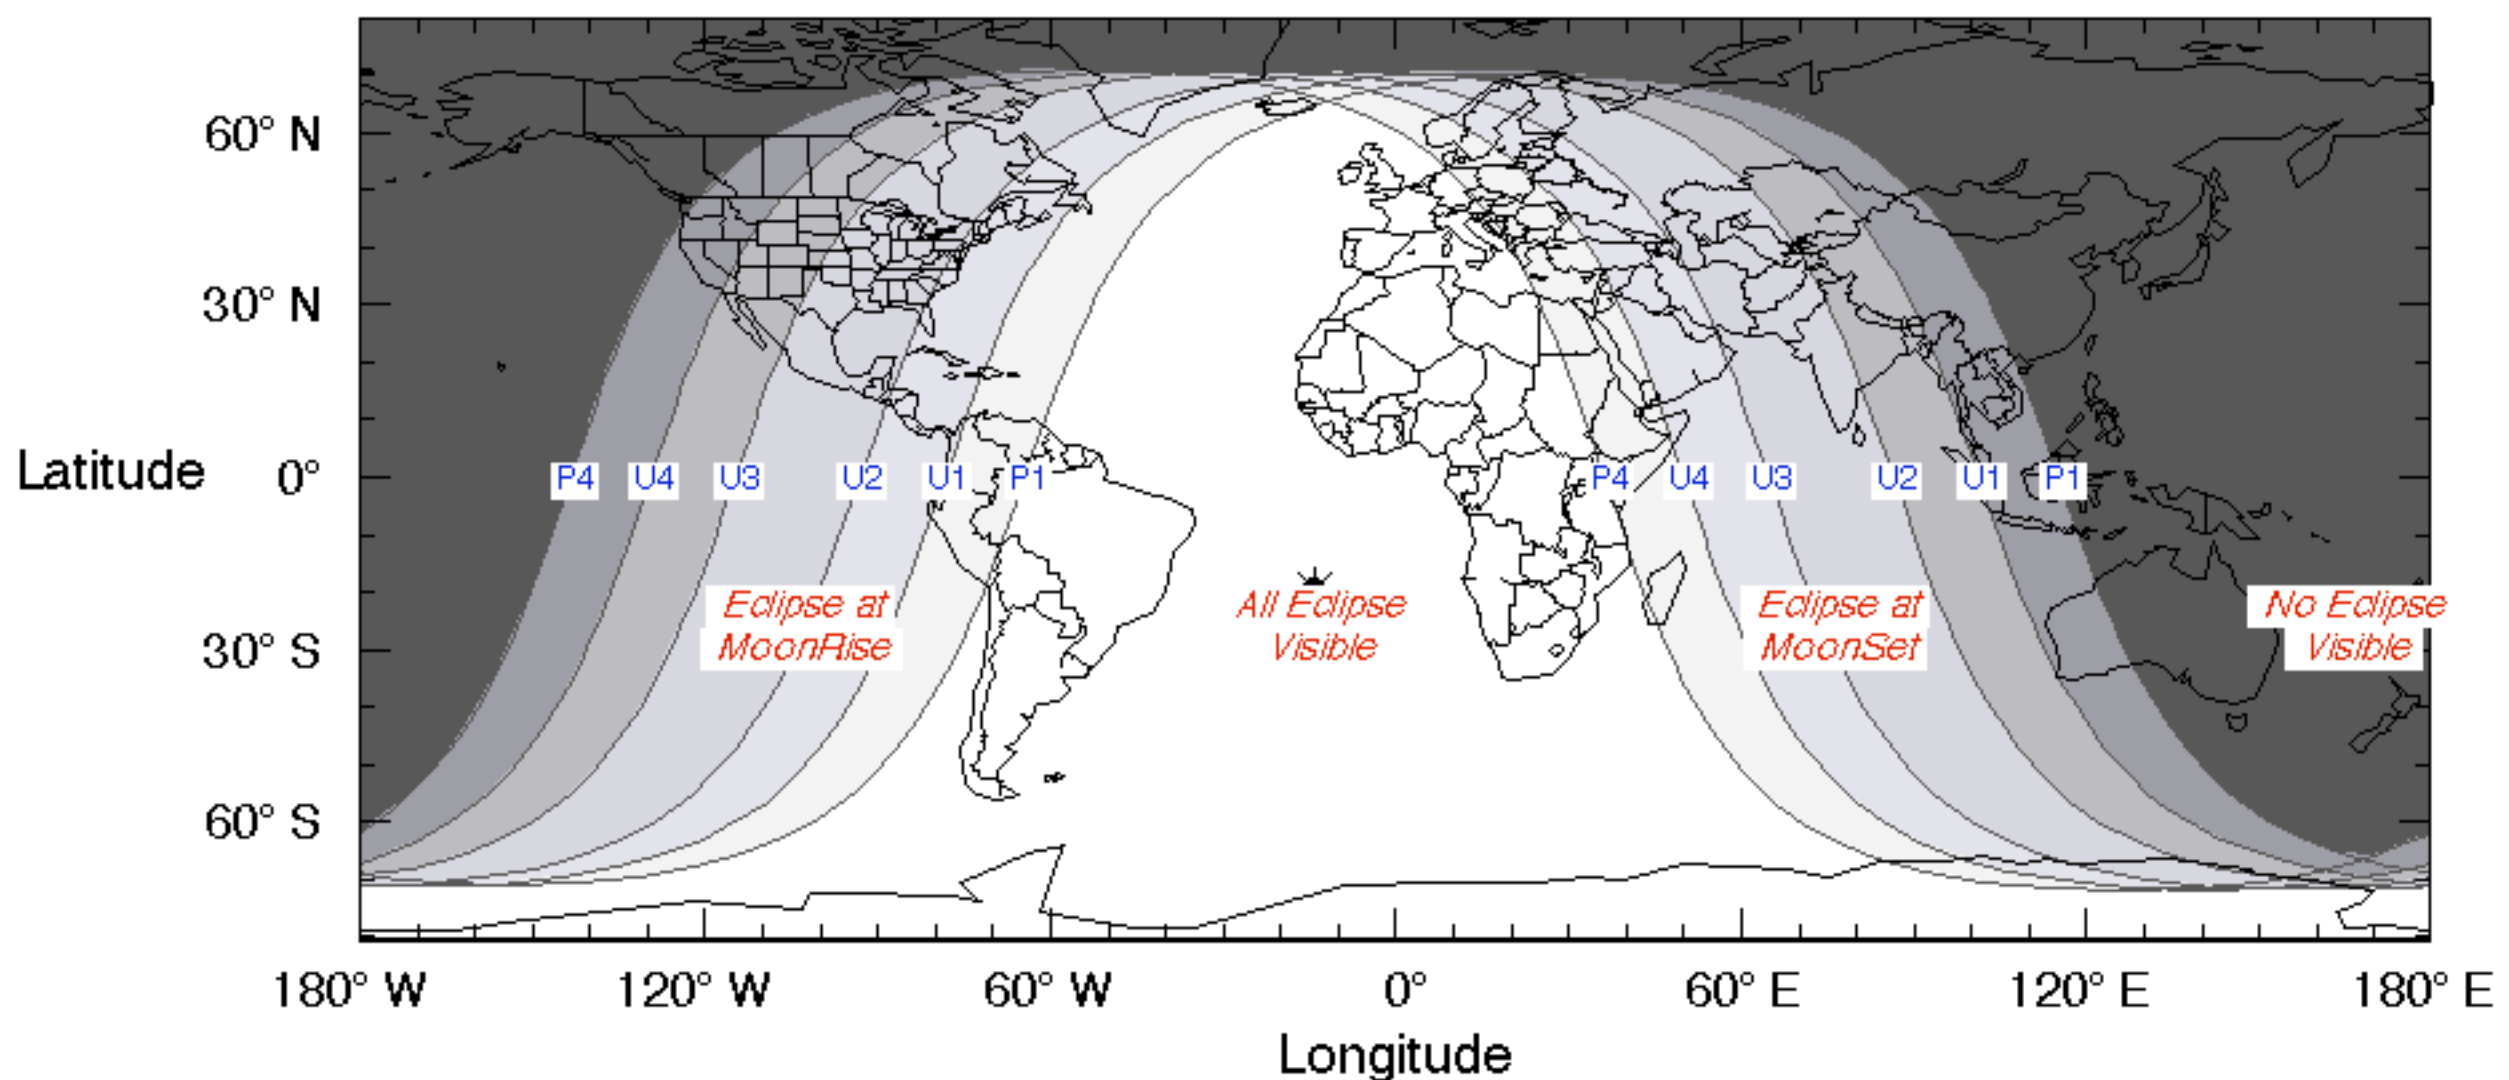 60° N
30° N
Latitude 0°
P4 U4 U3 U2 U1 P1 P4 U4 U3 U2 U1 P1
Eclipse at
MoonRise
All Eclipse
Visible
Eclipse at
MoonSet
No Eclipse
Visible
30° S
60° S
180° W 120° W 60° W 0° 60° E 120° E 180° E
Longitude